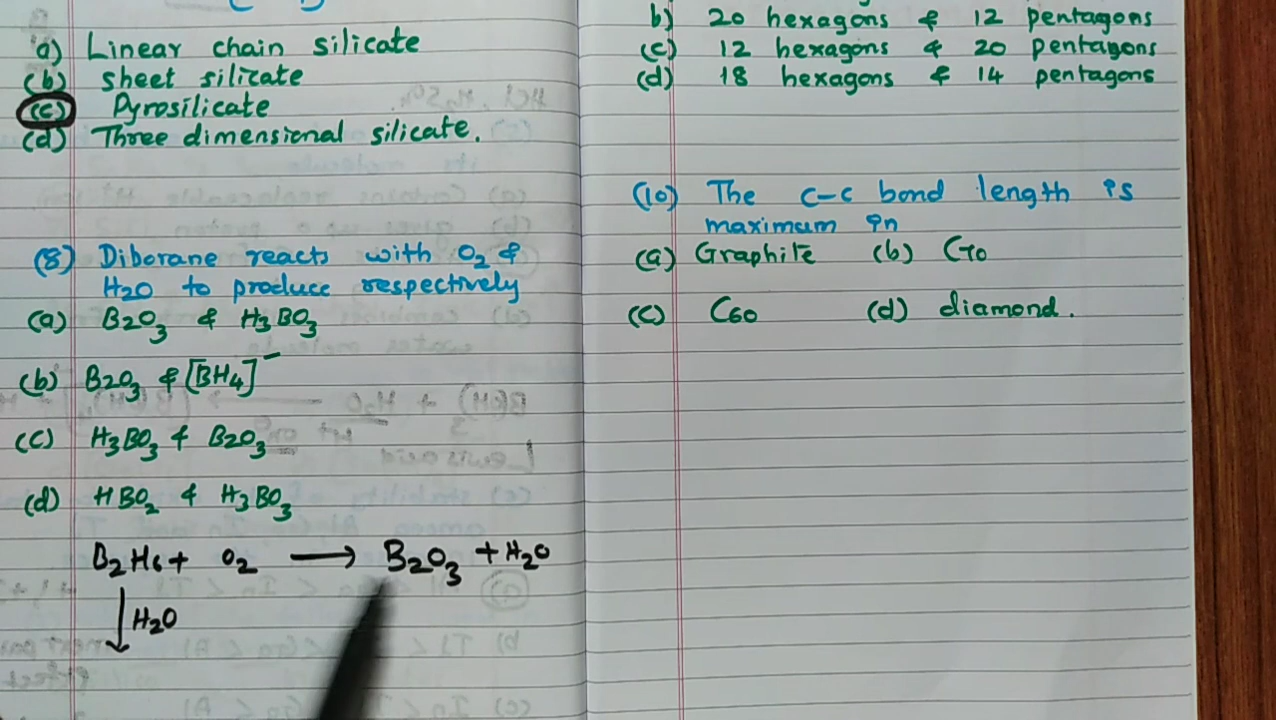 a) Linear chain silicate
(b) sheet silicate
(c) Pyrosilicate
(d) Three dimensional silicate.
(8) Diborane reacts with O2 &
H2O to produce respectively
(a) B2O3 & H3BO3
(b) B2O3 & [BH4]⁻
(c) H3BO3 & B2O3
(d) HBO2 & H3BO3
B2H6 + O2 ⟶ B2O3 + H2O
↓ H2O
b) 20 hexagons & 12 pentagons
(c) 12 hexagons & 20 pentagons
(d) 18 hexagons & 14 pentagons
(10) The C-C bond length is
maximum in
(a) Graphite (b) C70
(c) C60 (d) diamond.